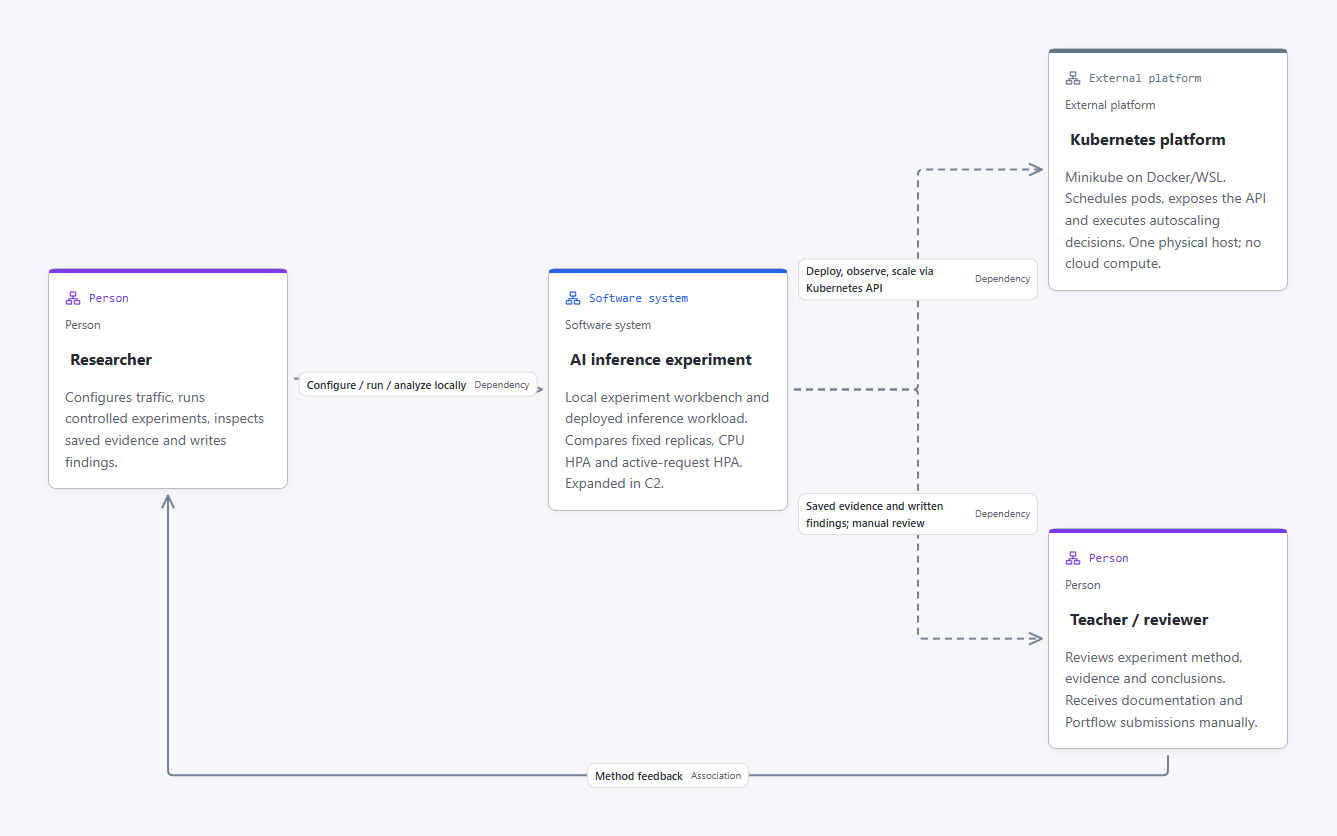 External platform
External platform
Kubernetes platform
Minikube on Docker/WSL.
Schedules pods, exposes the API
and executes autoscaling
decisions. One physical host; no
cloud compute.
Person
Person
Researcher
Configures traffic, runs
controlled experiments, inspects
saved evidence and writes
findings.
Configure / run / analyze locally Dependency
Software system
Software system
AI inference experiment
Local experiment workbench and
deployed inference workload.
Compares fixed replicas, CPU
HPA and active-request HPA.
Expanded in C2.
Deploy, observe, scale via
Kubernetes API
Dependency
Saved evidence and written
findings; manual review
Dependency
Person
Person
Teacher / reviewer
Reviews experiment method,
evidence and conclusions.
Receives documentation and
Portflow submissions manually.
Method feedback Association